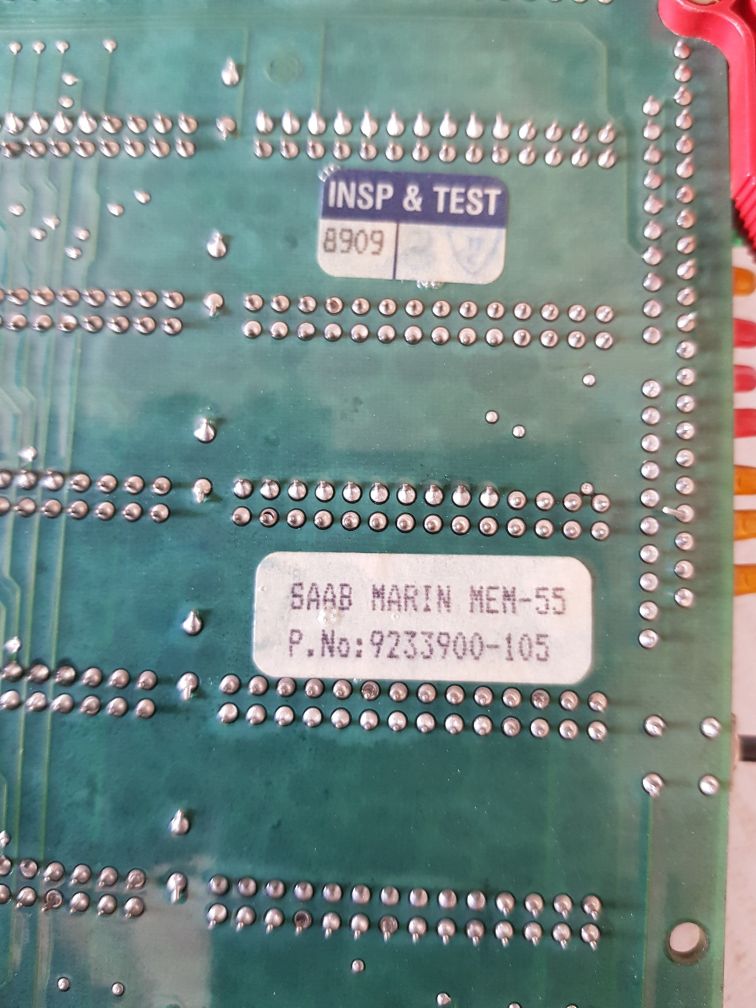 INSP & TEST
8909
SAAB MARIN MEM-55
P.No:9233900-105